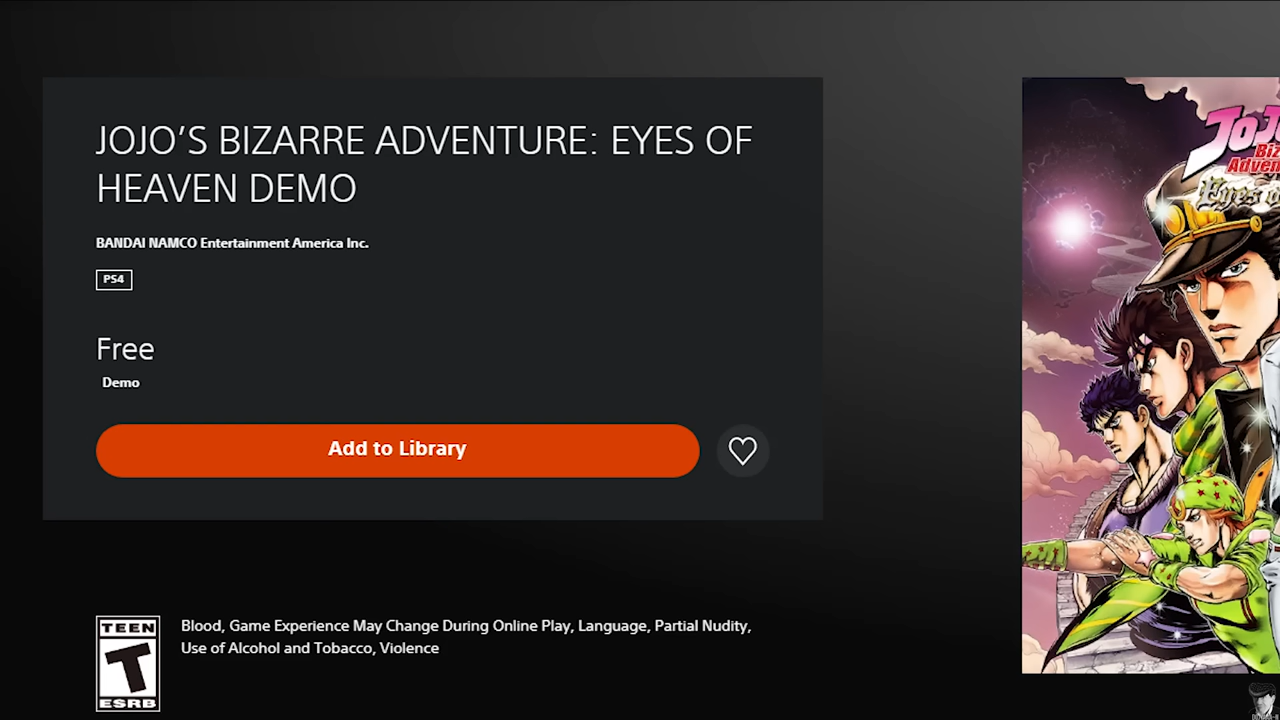 JOJO'S BIZARRE ADVENTURE: EYES OF
HEAVEN DEMO
BANDAI NAMCO Entertainment America Inc.
PS4
Free
Demo
Add to Library
TEEN
T
ESRB
Blood, Game Experience May Change During Online Play, Language, Partial Nudity,
Use of Alcohol and Tobacco, Violence
Eyes